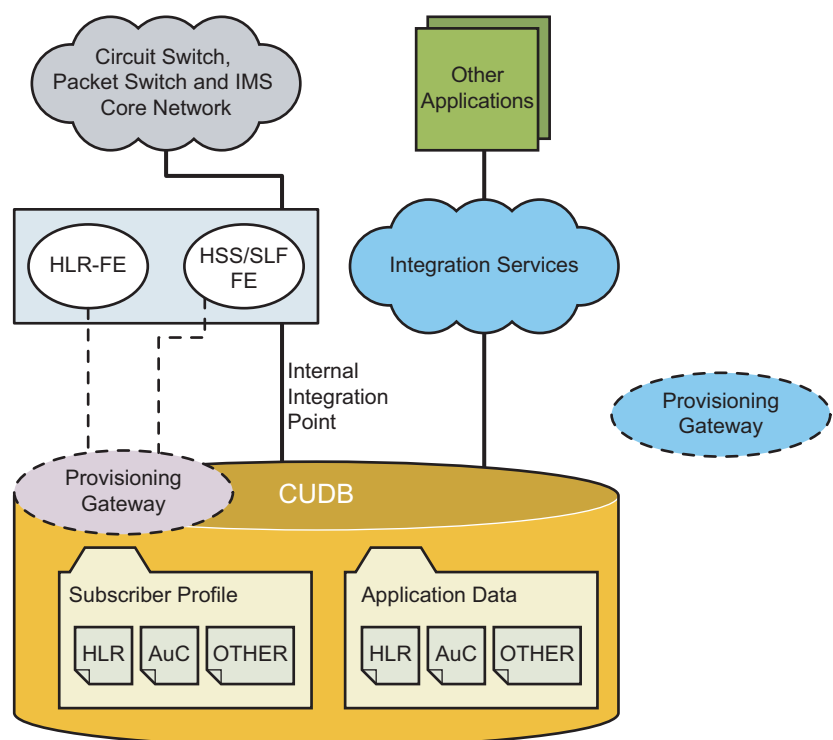 Circuit Switch,
Packet Switch and IMS
Core Network
Other
Applications
HLR-FE
HSS/SLF
FE
Integration Services
Internal
Integration
Point
Provisioning
Gateway
Provisioning
Gateway
CUDB
Subscriber Profile
HLR
AuC
OTHER
Application Data
HLR
AuC
OTHER